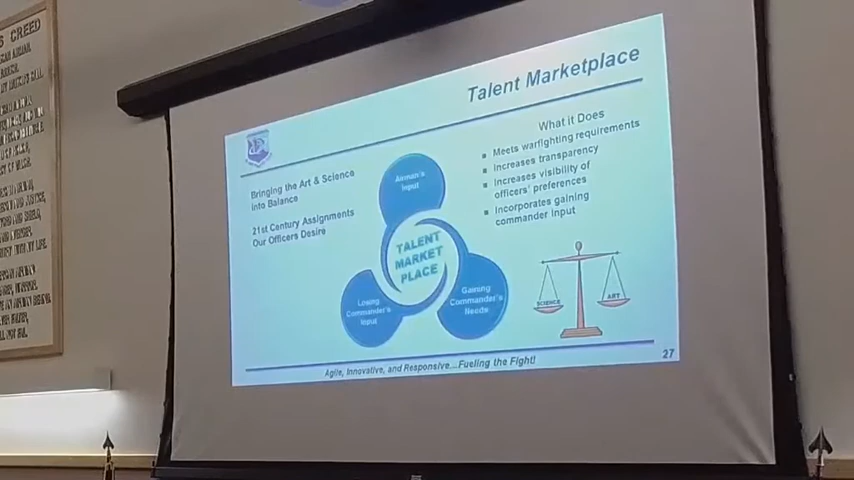 S CREED
Talent Marketplace
Bringing the Art & Science
into Balance
21st Century Assignments
Our Officers Desire
Airman's
Input
TALENT
MARKET
PLACE
Losing
Commander's
Input
Gaining
Commander's
Needs
What it Does
▪ Meets warfighting requirements
▪ Increases transparency
▪ Increases visibility of
officers' preferences
▪ Incorporates gaining
commander input
SCIENCE
ART
Agile, Innovative, and Responsive...Fueling the Fight!
27